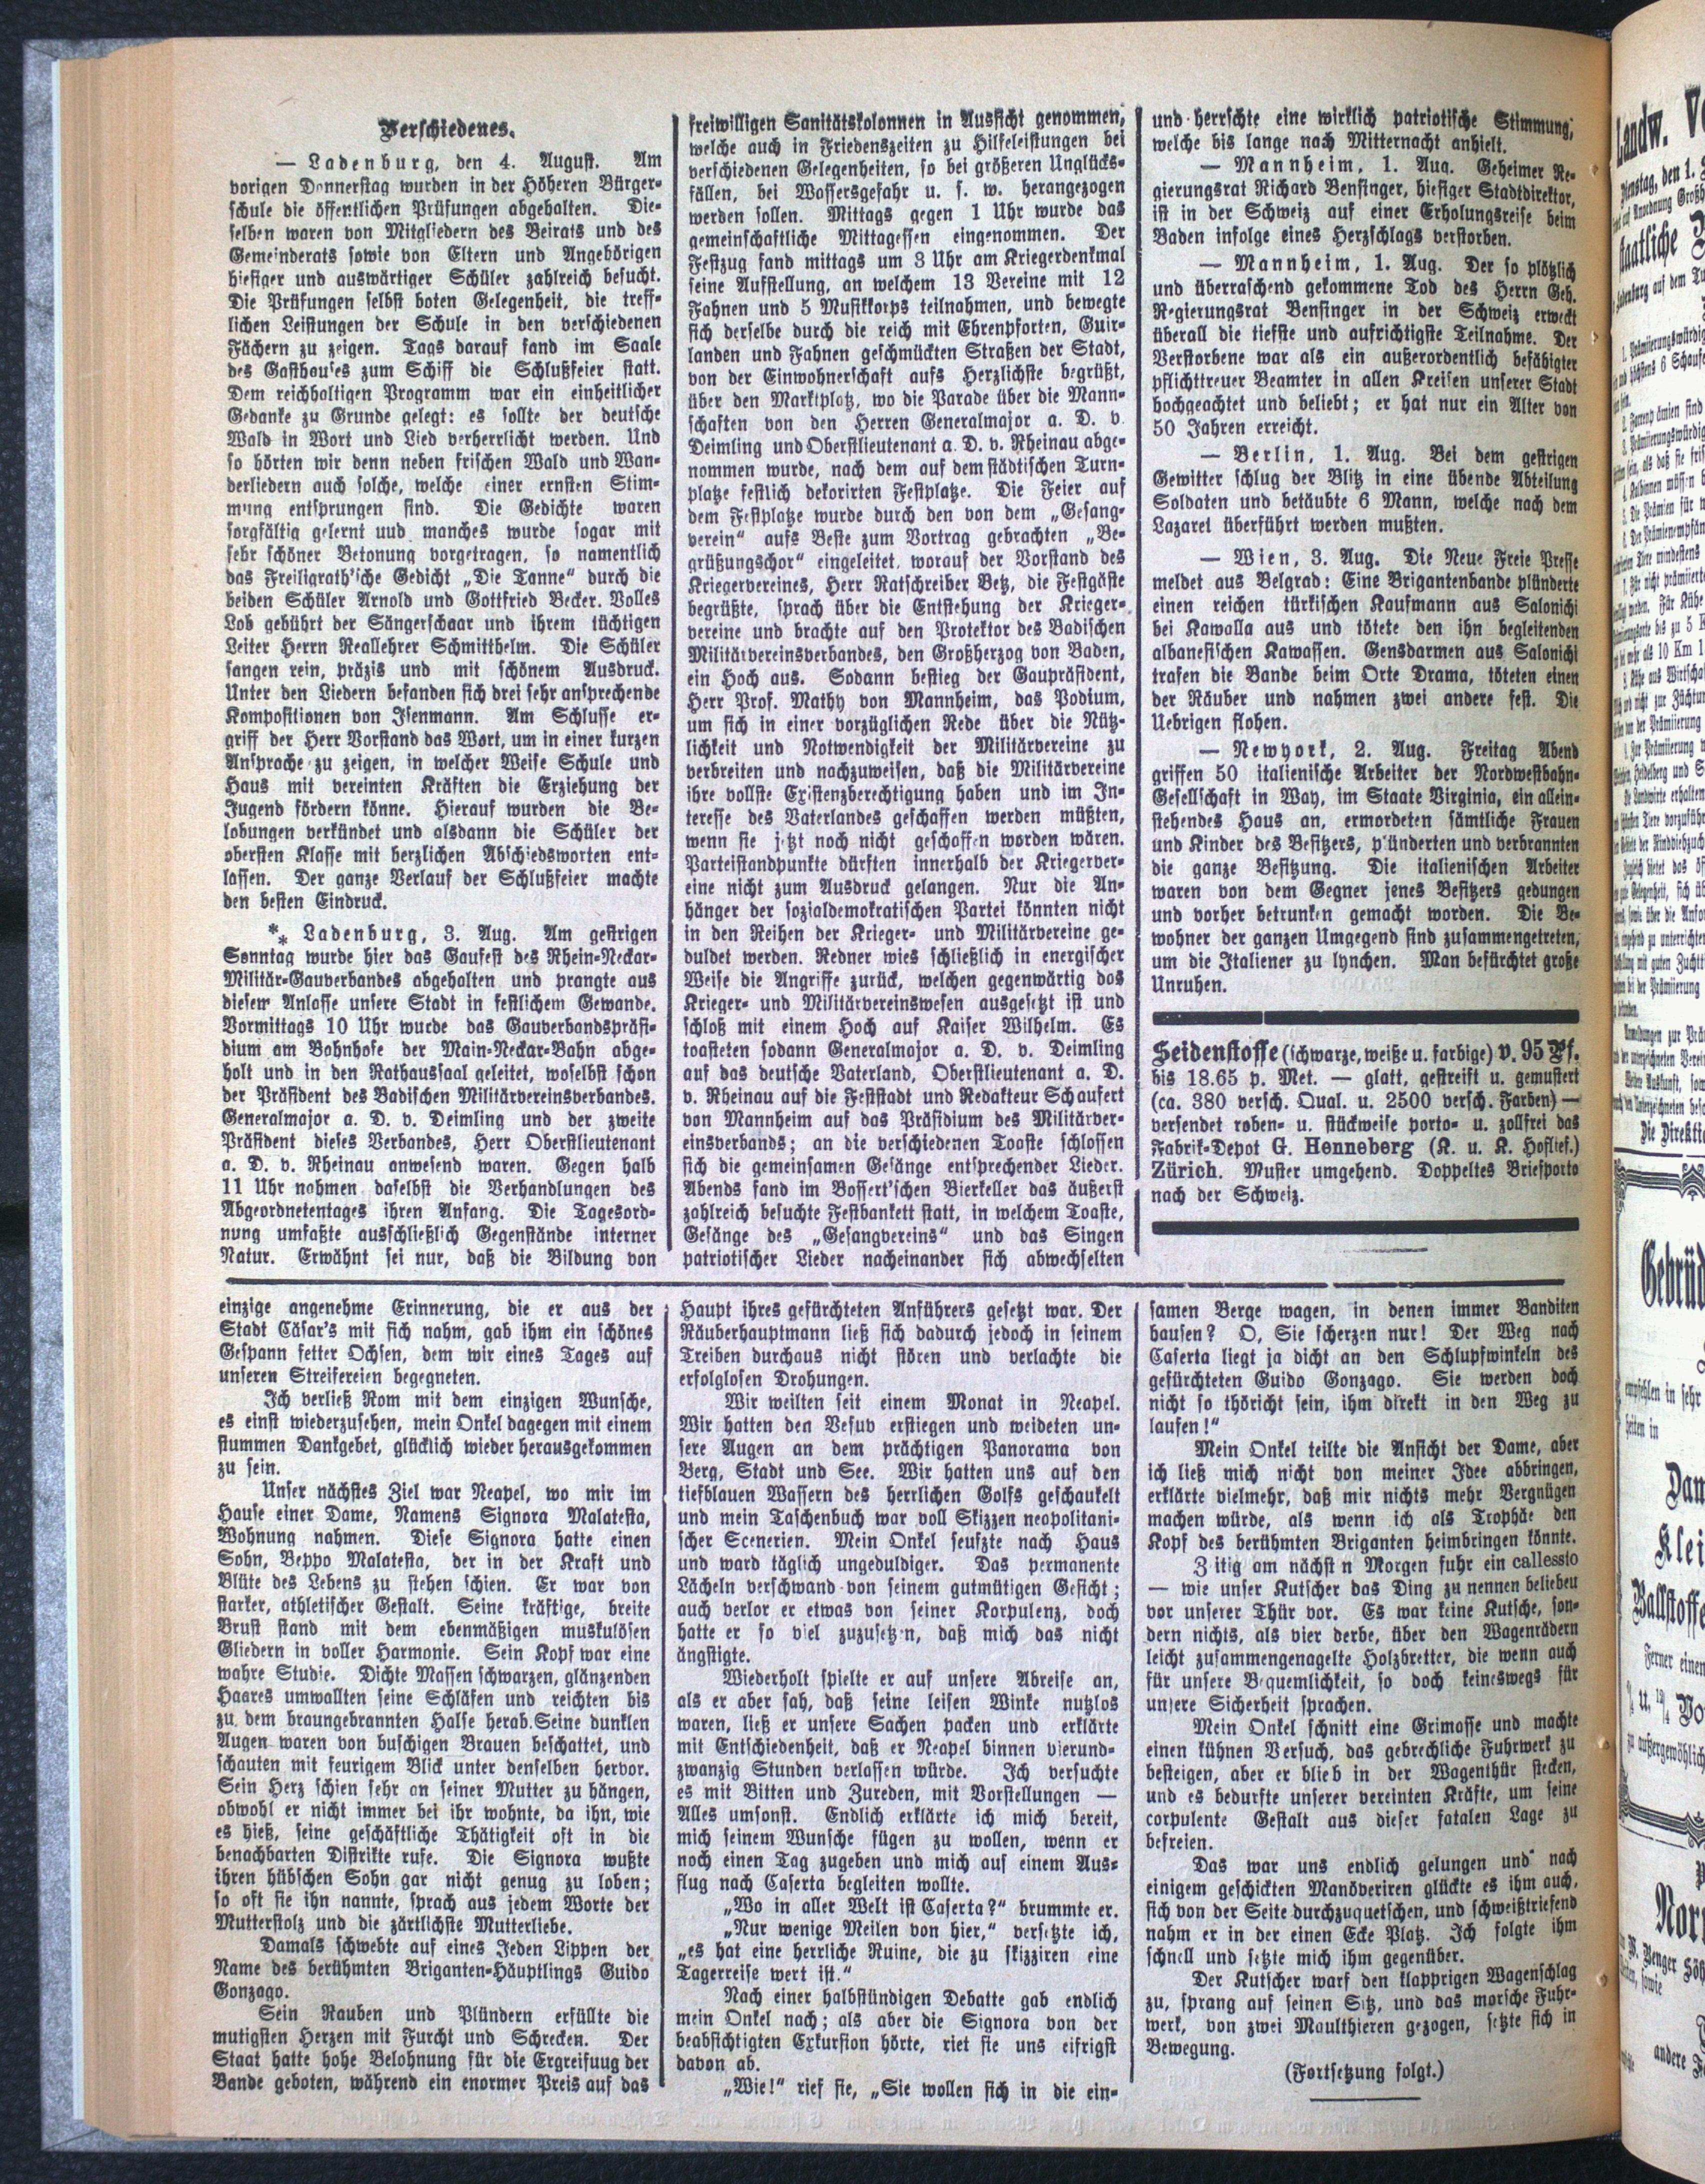 Verschiedenes.
— Ladenburg, den 4. August. Am
vorigen Donnerstag wurden in der Höheren Bürger-
schule die öffentlichen Prüfungen abgehalten. Die-
selben waren von Mitgliedern des Beirats und des
Gemeinderats sowie von Eltern und Angehörigen
hiesiger und auswärtiger Schüler zahlreich besucht.
Die Prüfungen selbst boten Gelegenheit, die treff-
lichen Leistungen der Schule in den verschiedenen
Fächern zu zeigen. Tags darauf fand im Saale
des Gasthauses zum Schiff die Schlußfeier statt.
Dem reichhaltigen Programm war ein einheitlicher
Gedanke zu Grunde gelegt: es sollte der deutsche
Wald in Wort und Lied verherrlicht werden. Und
so hörten wir denn neben frischen Wald und Wan-
derliedern auch solche, welche einer ernsten Stim-
mung entsprungen sind. Die Gedichte waren
sorgfältig gelernt uud manches wurde sogar mit
sehr schöner Betonung vorgetragen, so namentlich
das Freiligrath'sche Gedicht „Die Tanne“ durch die
beiden Schüler Arnold und Gottfried Becker. Volles
Lob gebührt der Sängerschaar und ihrem tüchtigen
Leiter Herrn Reallehrer Schmitthelm. Die Schüler
sangen rein, präzis und mit schönem Ausdruck.
Unter den Liedern befanden sich drei sehr ansprechende
Kompositionen von Isenmann. Am Schlusse er-
griff der Herr Vorstand das Wort, um in einer kurzen
Ansprache zu zeigen, in welcher Weise Schule und
Haus mit vereinten Kräften die Erziehung der
Jugend fördern könne. Hierauf wurden die Be-
lobungen verkündet und alsdann die Schüler der
obersten Klasse mit herzlichen Abschiedsworten ent-
lassen. Der ganze Verlauf der Schlußfeier machte
den besten Eindruck.
*⁎ Ladenburg, 3. Aug. Am gestrigen
Sonntag wurde hier das Gaufest des Rhein-Neckar-
Militär-Gauverbandes abgehalten und prangte aus
diesem Anlasse unsere Stadt in festlichem Gewande.
Vormittags 10 Uhr wurde das Gauverbandspräsi-
dium am Bahnhofe der Main-Neckar-Bahn abge-
holt und in den Rathaussaal geleitet, woselbst schon
der Präsident des Badischen Militärvereinsverbandes.
Generalmajor a. D. v. Deimling und der zweite
Präsident dieses Verbandes, Herr Oberstlieutenant
a. D. v. Rheinau anwesend waren. Gegen halb
11 Uhr nahmen daselbst die Verhandlungen des
Abgeordnetentages ihren Anfang. Die Tagesord-
nung umfaßte ausschließlich Gegenstände interner
Natur. Erwähnt sei nur, daß die Bildung von
freiwilligen Sanitätskolonnen in Aussicht genommen,
welche auch in Friedenszeiten zu Hilfeleistungen bei
verschiedenen Gelegenheiten, so bei größeren Unglücks-
fällen, bei Wassersgefahr u. s. w. herangezogen
werden sollen. Mittags gegen 1 Uhr wurde das
gemeinschaftliche Mittagessen eingenommen. Der
Festzug fand mittags um 3 Uhr am Kriegerdenkmal
seine Aufstellung, an welchem 13 Vereine mit 12
Fahnen und 5 Musikkorps teilnahmen, und bewegte
sich derselbe durch die reich mit Ehrenpforten, Guir-
landen und Fahnen geschmückten Straßen der Stadt,
von der Einwohnerschaft aufs Herzlichste begrüßt,
über den Marktplatz, wo die Parade über die Mann-
schaften von den Herren Generalmajor a. D. v.
Deimling und Oberstlieutenant a. D. v. Rheinau abge-
nommen wurde, nach dem auf dem städtischen Turn-
platze festlich dekorirten Festplatze. Die Feier auf
dem Festplatze wurde durch den von dem „Gesang-
verein“ aufs Beste zum Vortrag gebrachten „Be-
grüßungschor“ eingeleitet, worauf der Vorstand des
Kriegervereines, Herr Ratschreiber Betz, die Festgäste
begrüßte, sprach über die Entstehung der Krieger-
vereine und brachte auf den Protektor des Badischen
Militärvereinsverbandes, den Großherzog von Baden,
ein Hoch aus. Sodann bestieg der Gaupräsident,
Herr Prof. Mathy von Mannheim, das Podium,
um sich in einer vorzüglichen Rede über die Nütz-
lichkeit und Notwendigkeit der Militärvereine zu
verbreiten und nachzuweisen, daß die Militärvereine
ihre vollste Existenzberechtigung haben und im In-
teresse des Vaterlandes geschaffen werden müßten,
wenn sie jetzt noch nicht geschaffen worden wären.
Parteistandpunkte dürften innerhalb der Kriegerver-
eine nicht zum Ausdruck gelangen. Nur die An-
hänger der sozialdemokratischen Partei könnten nicht
in den Reihen der Krieger- und Militärvereine ge-
duldet werden. Redner wies schließlich in energischer
Weise die Angriffe zurück, welchen gegenwärtig das
Krieger- und Militärvereinswesen ausgesetzt ist und
schloß mit einem Hoch auf Kaiser Wilhelm. Es
toasteten sodann Generalmajor a. D. v. Deimling
auf das deutsche Vaterland, Oberstlieutenant a. D.
v. Rheinau auf die Feststadt und Redakteur Schaufert
von Mannheim auf das Präsidium des Militärver-
einsverbands; an die verschiedenen Toaste schlossen
sich die gemeinsamen Gesänge entsprechender Lieder.
Abends fand im Bossert'schen Bierkeller das äußerst
zahlreich besuchte Festbankett statt, in welchem Toaste,
Gesänge des „Gesangvereins“ und das Singen
patriotischer Lieder nacheinander sich abwechselten
und herrschte eine wirklich patriotische Stimmung,
welche bis lange nach Mitternacht anhielt.
— Mannheim, 1. Aug. Geheimer Re-
gierungsrat Richard Bensinger, hiesiger Stadtdirektor,
ist in der Schweiz auf einer Erholungsreise beim
Baden infolge eines Herzschlags verstorben.
— Mannheim, 1. Aug. Der so plötzlich
und überraschend gekommene Tod des Herrn Geh.
Regierungsrat Bensinger in der Schweiz erweckt
überall die tiefste und aufrichtigste Teilnahme. Der
Verstorbene war als ein außerordentlich befähigter
pflichttreuer Beamter in allen Kreisen unserer Stadt
hochgeachtet und beliebt; er hat nur ein Alter von
50 Jahren erreicht.
— Berlin, 1. Aug. Bei dem gestrigen
Gewitter schlug der Blitz in eine übende Abteilung
Soldaten und betäubte 6 Mann, welche nach dem
Lazaret überführt werden mußten.
— Wien, 3. Aug. Die Neue Freie Presse
meldet aus Belgrad: Eine Brigantenbande plünderte
einen reichen türkischen Kaufmann aus Salonichi
bei Kawalla aus und tötete den ihn begleitenden
albanesischen Kawassen. Gensdarmen aus Salonichi
trafen die Bande beim Orte Drama, töteten einen
der Räuber und nahmen zwei andere fest. Die
Uebrigen flohen.
— Newyork, 2. Aug. Freitag Abend
griffen 50 italienische Arbeiter der Nordwestbahn-
Gesellschaft in Way, im Staate Virginia, ein allein-
stehendes Haus an, ermordeten sämtliche Frauen
und Kinder des Besitzers, plünderten und verbrannten
die ganze Besitzung. Die italienischen Arbeiter
waren von dem Gegner jenes Besitzers gedungen
und vorher betrunken gemacht worden. Die Be-
wohner der ganzen Umgegend sind zusammengetreten,
um die Italiener zu lynchen. Man befürchtet große
Unruhen.
Seidenstoffe (schwarze, weiße u. farbige) v. 95 Pf.
bis 18.65 p. Met. — glatt, gestreift u. gemustert
(ca. 380 versch. Qual. u. 2500 versch. Farben) —
versendet roben- u. stückweise porto- u. zollfrei das
Fabrik-Depot G. Henneberg (K. u. K. Hoflief.)
Zürich. Muster umgehend. Doppeltes Briefporto
nach der Schweiz.
einzige angenehme Erinnerung, die er aus der
Stadt Cäsar's mit sich nahm, gab ihm ein schönes
Gespann fetter Ochsen, dem wir eines Tages auf
unseren Streifereien begegneten.
Ich verließ Rom mit dem einzigen Wunsche,
es einst wiederzusehen, mein Onkel dagegen mit einem
stummen Dankgebet, glücklich wieder herausgekommen
zu sein.
Unser nächstes Ziel war Neapel, wo mir im
Hause einer Dame, Namens Signora Malatesta,
Wohnung nahmen. Diese Signora hatte einen
Sohn, Beppo Malatesta, der in der Kraft und
Blüte des Lebens zu stehen schien. Er war von
starker, athletischer Gestalt. Seine kräftige, breite
Brust stand mit dem ebenmäßigen muskulösen
Gliedern in voller Harmonie. Sein Kopf war eine
wahre Studie. Dichte Massen schwarzen, glänzenden
Haares umwallten seine Schläfen und reichten bis
zu dem braungebrannten Halse herab. Seine dunklen
Augen waren von buschigen Brauen beschattet, und
schauten mit feurigem Blick unter denselben hervor.
Sein Herz schien sehr an seiner Mutter zu hängen,
obwohl er nicht immer bei ihr wohnte, da ihn, wie
es hieß, seine geschäftliche Thätigkeit oft in die
benachbarten Distrikte rufe. Die Signora wußte
ihren hübschen Sohn gar nicht genug zu loben;
so oft sie ihn nannte, sprach aus jedem Worte der
Mutterstolz und die zärtlichste Mutterliebe.
Damals schwebte auf eines Jeden Lippen der
Name des berühmten Briganten-Häuptlings Guido
Gonzago.
Sein Rauben und Plündern erfüllte die
mutigsten Herzen mit Furcht und Schrecken. Der
Staat hatte hohe Belohnung für die Ergreifuug der
Bande geboten, während ein enormer Preis auf das
Haupt ihres gefürchteten Anführers gesetzt war. Der
Räuberhauptmann ließ sich dadurch jedoch in seinem
Treiben durchaus nicht stören und verlachte die
erfolglosen Drohungen.
Wir weilten seit einem Monat in Neapel.
Wir hatten den Vesuv erstiegen und weideten un-
sere Augen an dem prächtigen Panorama von
Berg, Stadt und See. Wir hatten uns auf den
tiefblauen Wassern des herrlichen Golfs geschaukelt
und mein Taschenbuch war voll Skizzen neopolitani-
scher Scenerien. Mein Onkel seufzte nach Haus
und ward täglich ungeduldiger. Das permanente
Lächeln verschwand von seinem gutmütigen Gesicht;
auch verlor er etwas von seiner Korpulenz, doch
hatte er so viel zuzusetzen, daß mich das nicht
ängstigte.
Wiederholt spielte er auf unsere Abreise an,
als er aber sah, daß seine leisen Winke nutzlos
waren, ließ er unsere Sachen packen und erklärte
mit Entschiedenheit, daß er Neapel binnen vierund-
zwanzig Stunden verlassen würde. Ich versuchte
es mit Bitten und Zureden, mit Vorstellungen —
Alles umsonst. Endlich erklärte ich mich bereit,
mich seinem Wunsche fügen zu wollen, wenn er
noch einen Tag zugeben und mich auf einem Aus-
flug nach Caserta begleiten wollte.
„Wo in aller Welt ist Caserta?“ brummte er.
„Nur wenige Meilen von hier,“ versetzte ich,
„es hat eine herrliche Ruine, die zu skizziren eine
Tagerreise wert ist.“
Nach einer halbstündigen Debatte gab endlich
mein Onkel nach; als aber die Signora von der
beabsichtigten Exkursion hörte, riet sie uns eifrigst
davon ab.
„Wie!“ rief sie, „Sie wollen sich in die ein-
samen Berge wagen, in denen immer Banditen
hausen? O, Sie scherzen nur! Der Weg nach
Caserta liegt ja dicht an den Schlupfwinkeln des
gefürchteten Guido Gonzago. Sie werden doch
nicht so thöricht sein, ihm direkt in den Weg zu
laufen!“
Mein Onkel teilte die Ansicht der Dame, aber
ich ließ mich nicht von meiner Idee abbringen,
erklärte vielmehr, daß mir nichts mehr Vergnügen
machen würde, als wenn ich als Trophäe den
Kopf des berühmten Briganten heimbringen könnte.
Z itig am nächst n Morgen fuhr ein callessio
— wie unser Kutscher das Ding zu nennen beliebeu
vor unserer Thür vor. Es war keine Kutsche, son-
dern nichts, als vier derbe, über den Wagenrädern
leicht zusammengenagelte Holzbretter, die wenn auch
für unsere Bequemlichkeit, so doch keineswegs für
unsere Sicherheit sprachen.
Mein Onkel schnitt eine Grimasse und machte
einen kühnen Versuch, das gebrechliche Fuhrwerk zu
besteigen, aber er blieb in der Wagenthür stecken,
und es bedurfte unserer vereinten Kräfte, um seine
corpulente Gestalt aus dieser fatalen Lage zu
befreien.
Das war uns endlich gelungen und nach
einigem geschickten Manöveriren glückte es ihm auch,
sich von der Seite durchzuquetschen, und schweißtriefend
nahm er in der einen Ecke Platz. Ich folgte ihm
schnell und setzte mich ihm gegenüber.
Der Kutscher warf den klapprigen Wagenschlag
zu, sprang auf seinen Sitz, und das morsche Fuhr-
werk, von zwei Maulthieren gezogen, setzte sich in
Bewegung.
(Fortsetzung folgt.)
Landw.
Dienstag, den 1.
staatliche
Gebrüd
empfehlen in sehr
Ballstoffe
Ferner einen
zu außergewöhlich